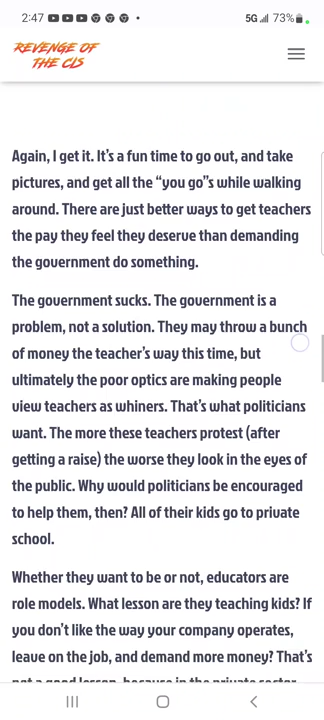 2:47
5G 73%
REVENGE OF
THE CIS
Again, I get it. It's a fun time to go out, and take
pictures, and get all the “you go”s while walking
around. There are just better ways to get teachers
the pay they feel they deserve than demanding
the government do something.
The government sucks. The government is a
problem, not a solution. They may throw a bunch
of money the teacher's way this time, but
ultimately the poor optics are making people
view teachers as whiners. That's what politicians
want. The more these teachers protest (after
getting a raise) the worse they look in the eyes of
the public. Why would politicians be encouraged
to help them, then? All of their kids go to private
school.
Whether they want to be or not, educators are
role models. What lesson are they teaching kids? If
you don't like the way your company operates,
leave on the job, and demand more money? That's
not a good lesson, because in the private sector